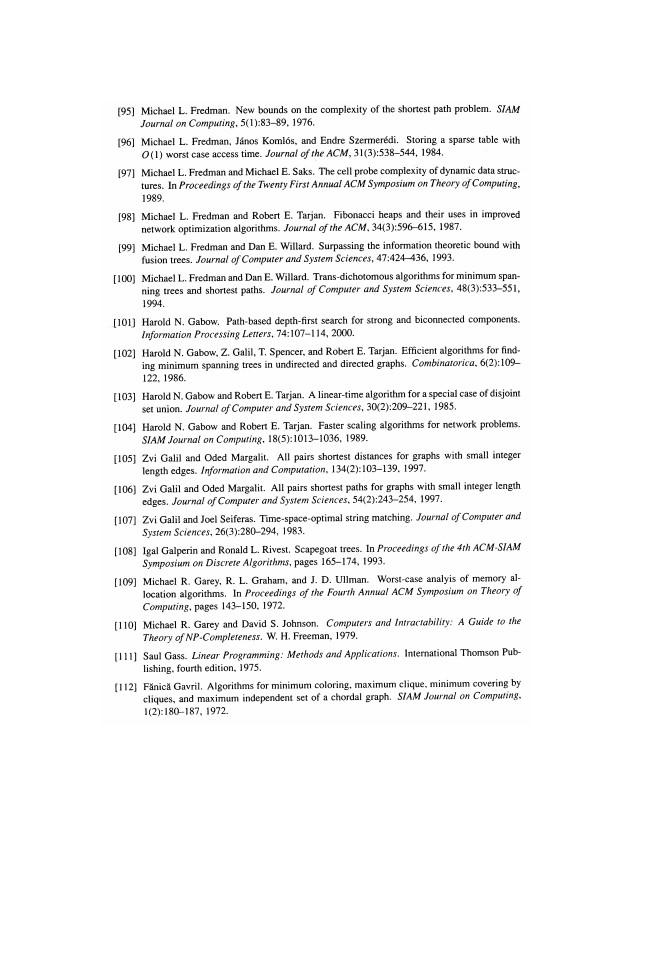 [95] Michael L. Fredman. New bounds on the complexity of the shortest path problem. SIAM
Journal on Computing, 5(1):83–89, 1976.
[96] Michael L. Fredman, János Komlós, and Endre Szermerédi. Storing a sparse table with
O(1) worst case access time. Journal of the ACM, 31(3):538–544, 1984.
[97] Michael L. Fredman and Michael E. Saks. The cell probe complexity of dynamic data struc-
tures. In Proceedings of the Twenty First Annual ACM Symposium on Theory of Computing,
1989.
[98] Michael L. Fredman and Robert E. Tarjan. Fibonacci heaps and their uses in improved
network optimization algorithms. Journal of the ACM, 34(3):596–615, 1987.
[99] Michael L. Fredman and Dan E. Willard. Surpassing the information theoretic bound with
fusion trees. Journal of Computer and System Sciences, 47:424–436, 1993.
[100] Michael L. Fredman and Dan E. Willard. Trans-dichotomous algorithms for minimum span-
ning trees and shortest paths. Journal of Computer and System Sciences, 48(3):533–551,
1994.
[101] Harold N. Gabow. Path-based depth-first search for strong and biconnected components.
Information Processing Letters, 74:107–114, 2000.
[102] Harold N. Gabow, Z. Galil, T. Spencer, and Robert E. Tarjan. Efficient algorithms for find-
ing minimum spanning trees in undirected and directed graphs. Combinatorica, 6(2):109–
122, 1986.
[103] Harold N. Gabow and Robert E. Tarjan. A linear-time algorithm for a special case of disjoint
set union. Journal of Computer and System Sciences, 30(2):209–221, 1985.
[104] Harold N. Gabow and Robert E. Tarjan. Faster scaling algorithms for network problems.
SIAM Journal on Computing, 18(5):1013–1036, 1989.
[105] Zvi Galil and Oded Margalit. All pairs shortest distances for graphs with small integer
length edges. Information and Computation, 134(2):103–139, 1997.
[106] Zvi Galil and Oded Margalit. All pairs shortest paths for graphs with small integer length
edges. Journal of Computer and System Sciences, 54(2):243–254, 1997.
[107] Zvi Galil and Joel Seiferas. Time-space-optimal string matching. Journal of Computer and
System Sciences, 26(3):280–294, 1983.
[108] Igal Galperin and Ronald L. Rivest. Scapegoat trees. In Proceedings of the 4th ACM-SIAM
Symposium on Discrete Algorithms, pages 165–174, 1993.
[109] Michael R. Garey, R. L. Graham, and J. D. Ullman. Worst-case analyis of memory al-
location algorithms. In Proceedings of the Fourth Annual ACM Symposium on Theory of
Computing, pages 143–150, 1972.
[110] Michael R. Garey and David S. Johnson. Computers and Intractability: A Guide to the
Theory of NP-Completeness. W. H. Freeman, 1979.
[111] Saul Gass. Linear Programming: Methods and Applications. International Thomson Pub-
lishing, fourth edition, 1975.
[112] Fănică Gavril. Algorithms for minimum coloring, maximum clique, minimum covering by
cliques, and maximum independent set of a chordal graph. SIAM Journal on Computing,
1(2):180–187, 1972.